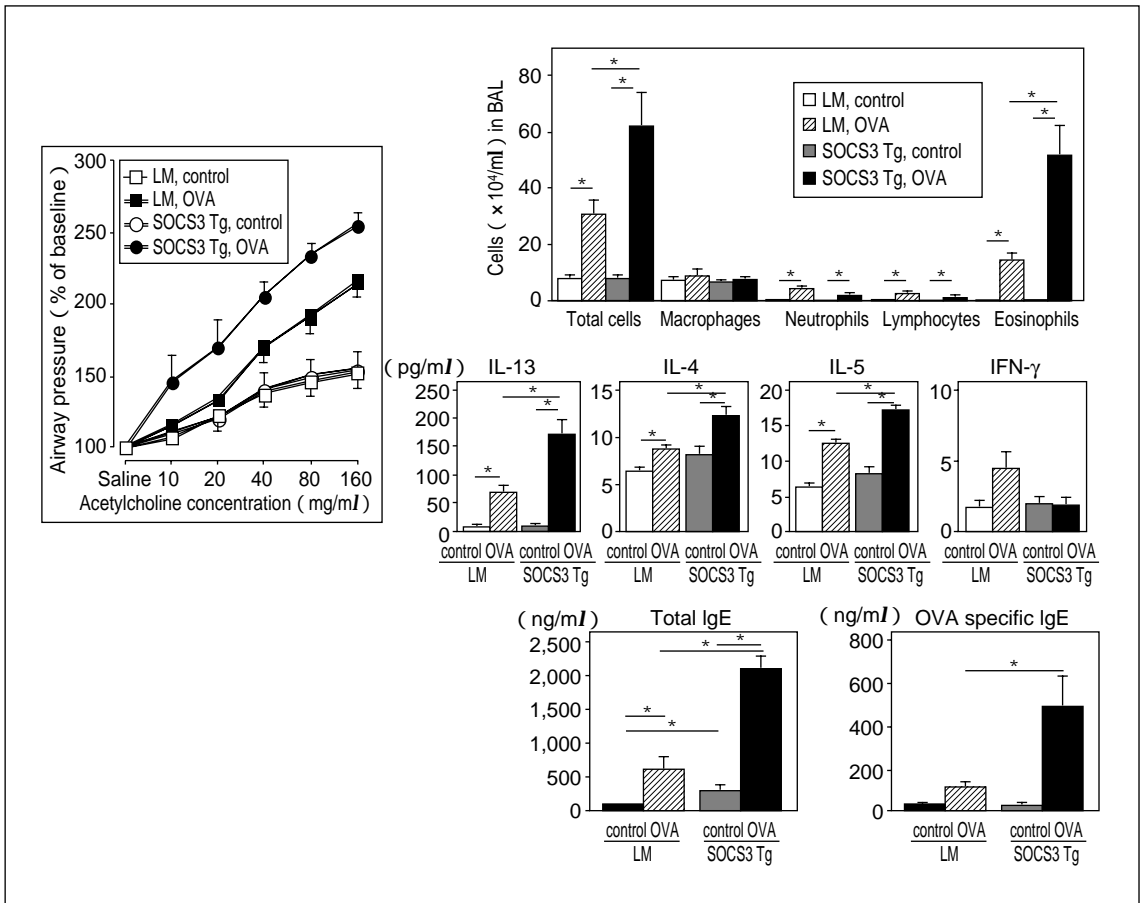 Airway pressure ( % of baseline )
300
250
200
150
100
LM, control
LM, OVA
SOCS3 Tg, control
SOCS3 Tg, OVA
Saline 10 20 40 80 160
Acetylcholine concentration ( mg/ml )
Cells ( × 10⁴/ml ) in BAL
80
60
40
20
0
LM, control
LM, OVA
SOCS3 Tg, control
SOCS3 Tg, OVA
* * *
* *
* * * * *
Total cells Macrophages Neutrophils Lymphocytes Eosinophils
( pg/ml )
IL-13
250
200
150
100
50
0
* * *
control OVA control OVA
LM SOCS3 Tg
IL-4
15
10
5
0
* * *
control OVA control OVA
LM SOCS3 Tg
IL-5
20
15
10
5
0
* * *
control OVA control OVA
LM SOCS3 Tg
IFN-γ
10
5
0
control OVA control OVA
LM SOCS3 Tg
( ng/ml )
Total IgE
2,500
2,000
1,500
1,000
500
0
* * * *
control OVA control OVA
LM SOCS3 Tg
( ng/ml )
OVA specific IgE
800
600
400
200
0
*
control OVA control OVA
LM SOCS3 Tg